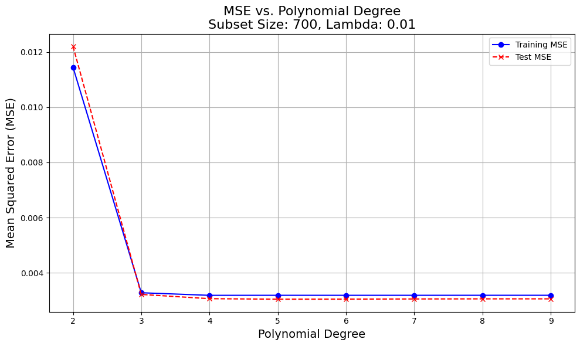 MSE vs. Polynomial Degree
Subset Size: 700, Lambda: 0.01
Training MSE
Test MSE
Mean Squared Error (MSE)
0.012
0.010
0.008
0.006
0.004
2 3 4 5 6 7 8 9
Polynomial Degree